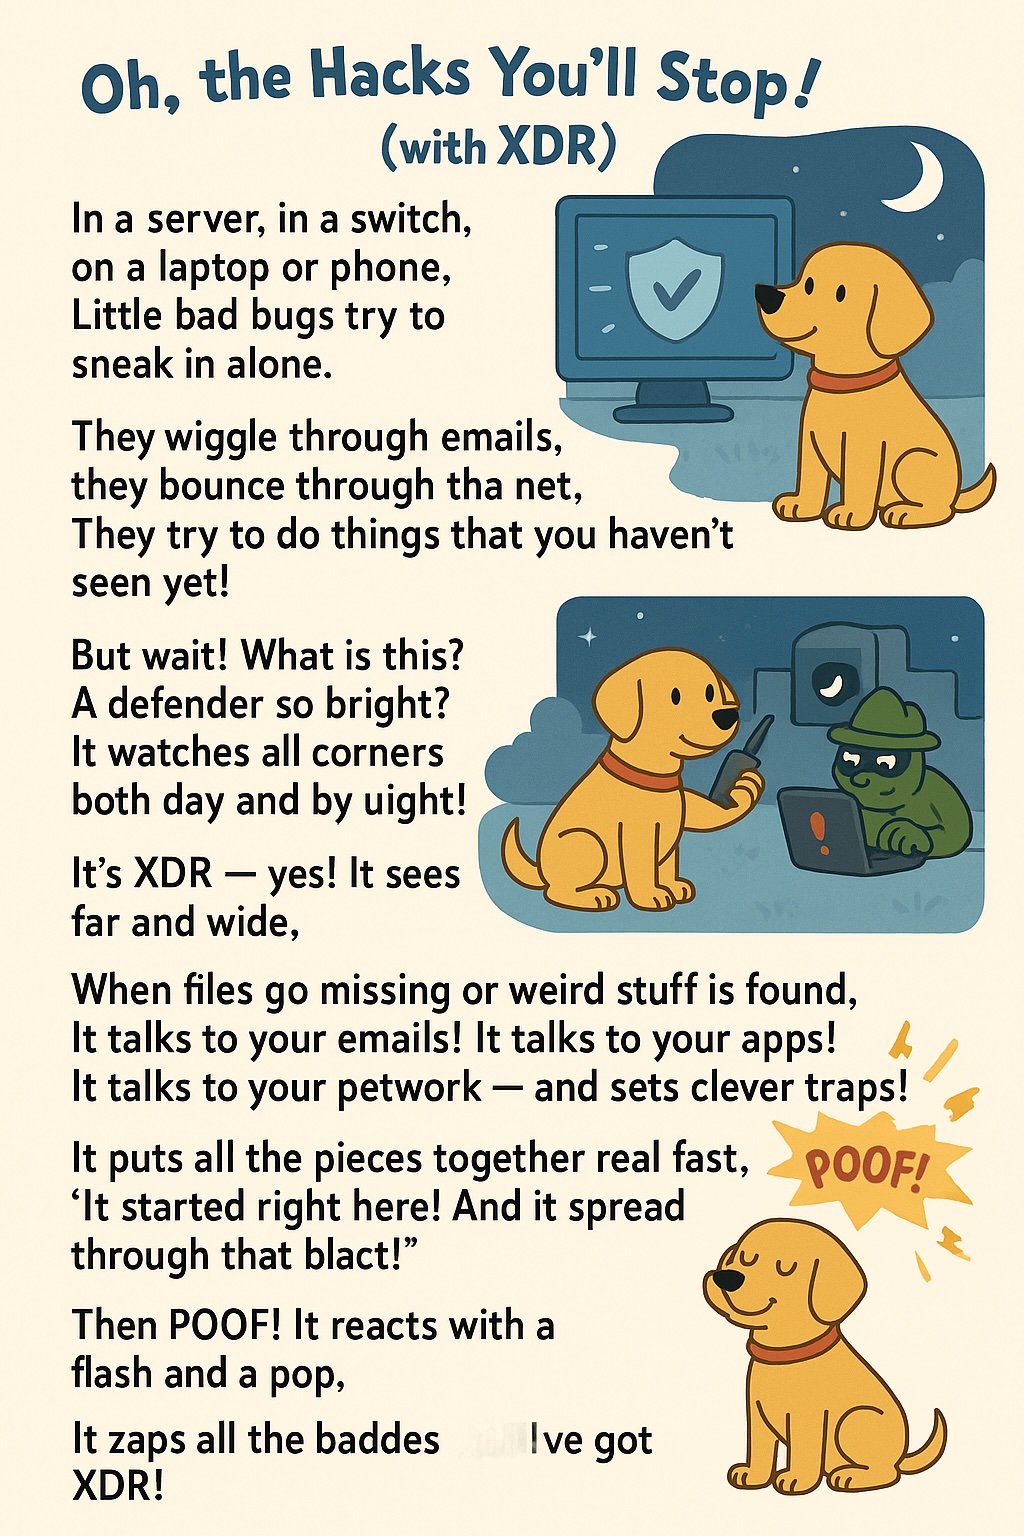 Oh, the Hacks You'll Stop!
(with XDR)
In a server, in a switch,
on a laptop or phone,
Little bad bugs try to
sneak in alone.
They wiggle through emails,
they bounce through tha net,
They try to do things that you haven't
seen yet!
But wait! What is this?
A defender so bright?
It watches all corners
both day and by uight!
It's XDR — yes! It sees
far and wide,
When files go missing or weird stuff is found,
It talks to your emails! It talks to your apps!
It talks to your petwork — and sets clever traps!
POOF!
It puts all the pieces together real fast,
‘It started right here! And it spread
through that blact!”
Then POOF! It reacts with a
flash and a pop,
It zaps all the baddes Ive got
XDR!